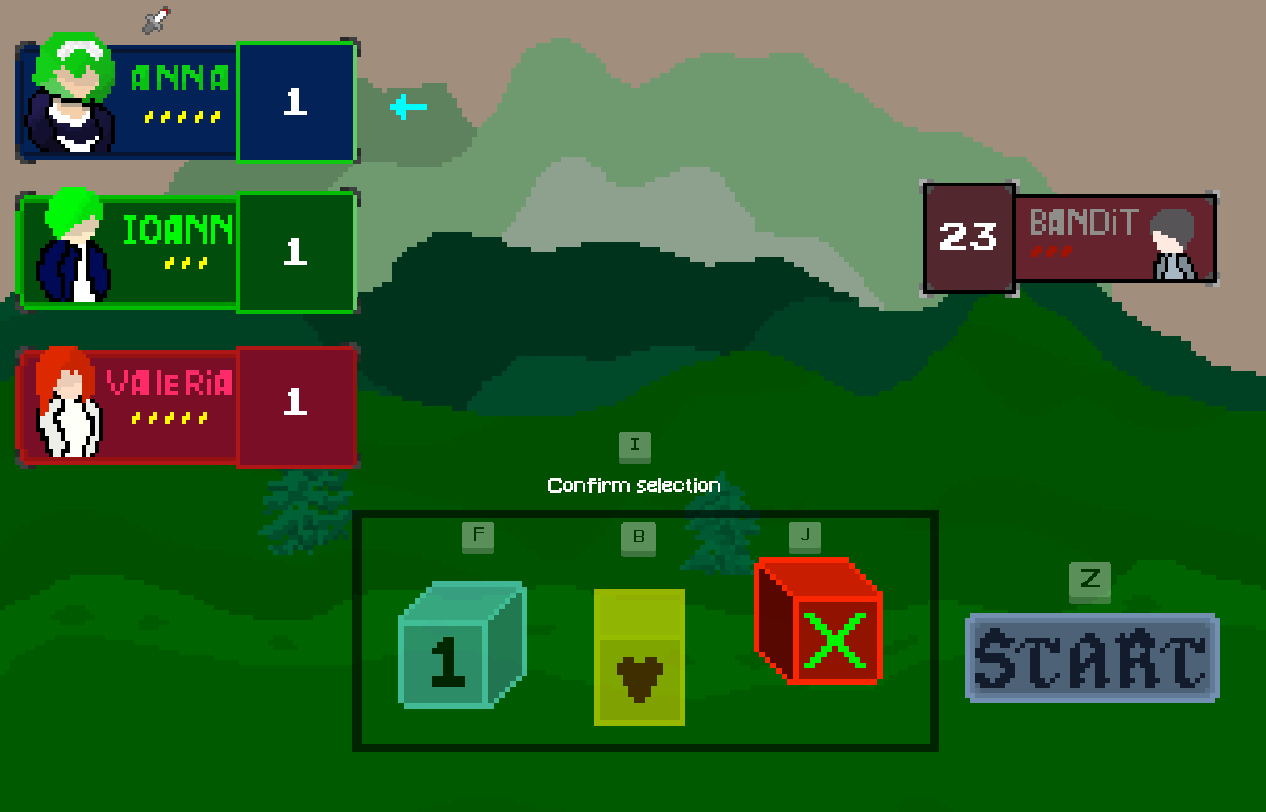 ANNA
1
IOANN
1
23
BANDiT
VAleRiA
1
I
Confirm selection
F
B
J
1
X
Z
START